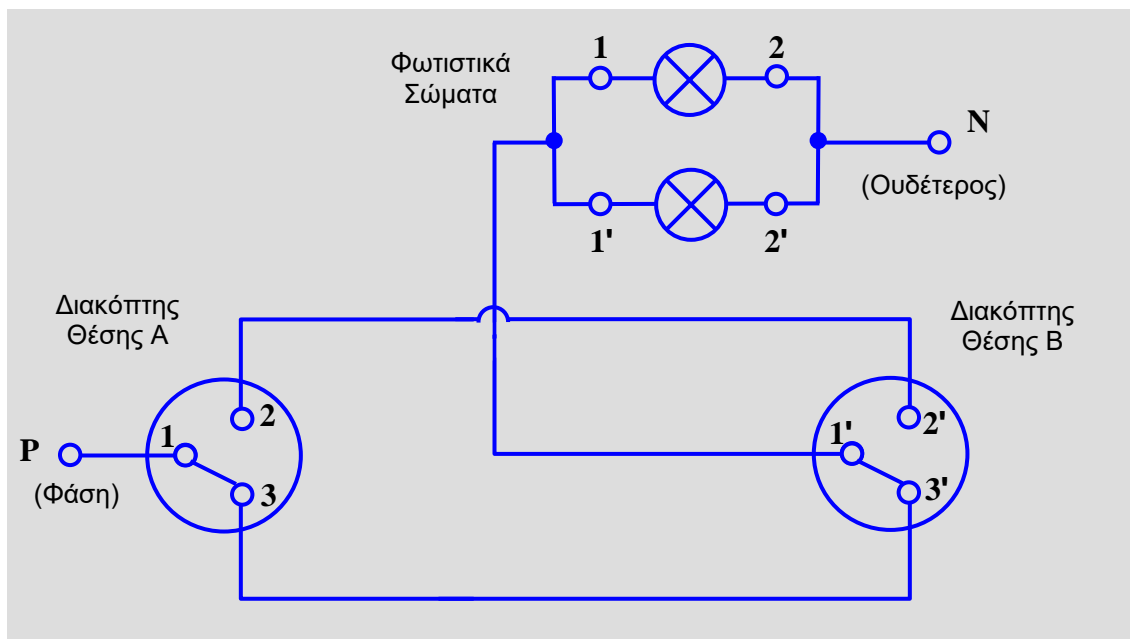 1 2
Φωτιστικά
Σώματα
N
(Ουδέτερος)
1' 2'
Διακόπτης
Θέσης Α
Διακόπτης
Θέσης Β
2
1
P
3
(Φάση)
2'
1'
3'